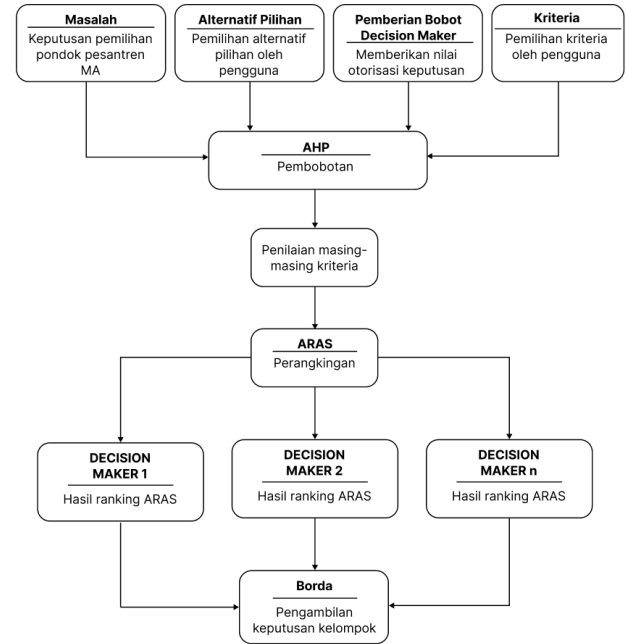 Masalah
Keputusan pemilihan
pondok pesantren
MA
Alternatif Pilihan
Pemilihan alternatif
pilihan oleh
pengguna
Pemberian Bobot
Decision Maker
Memberikan nilai
otorisasi keputusan
Kriteria
Pemilihan kriteria
oleh pengguna
AHP
Pembobotan
Penilaian masing-
masing kriteria
ARAS
Perangkingan
DECISION
MAKER 1
Hasil ranking ARAS
DECISION
MAKER 2
Hasil ranking ARAS
DECISION
MAKER n
Hasil ranking ARAS
Borda
Pengambilan
keputusan kelompok